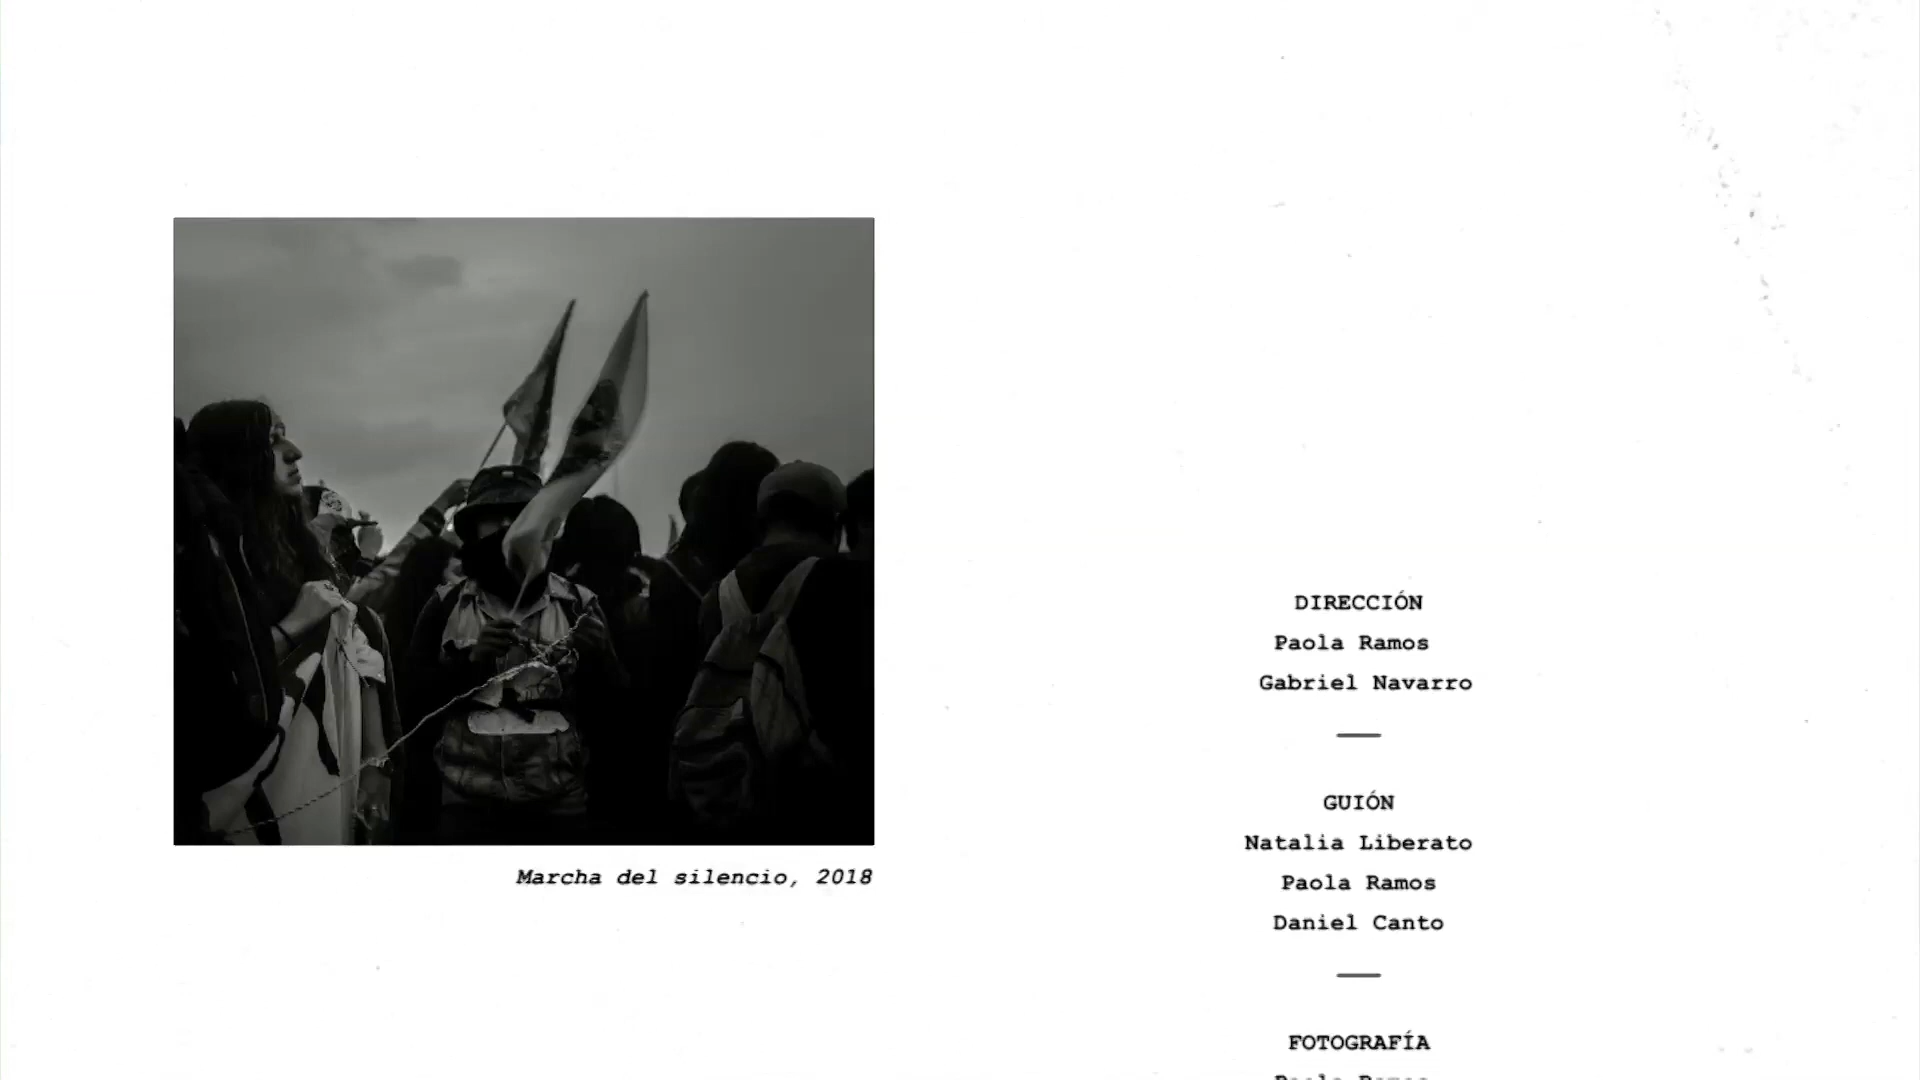 Marcha del silencio, 2018
DIRECCIÓN
Paola Ramos
Gabriel Navarro
GUIÓN
Natalia Liberato
Paola Ramos
Daniel Canto
FOTOGRAFÍA